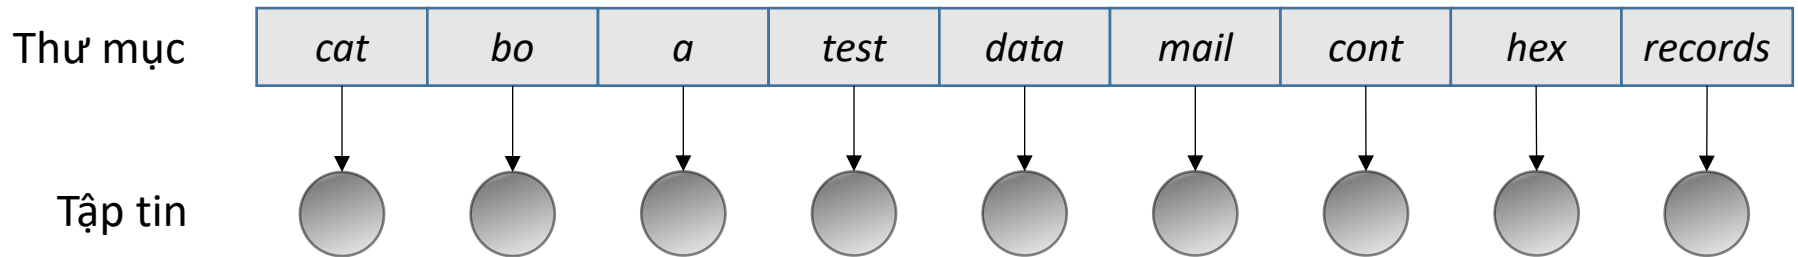 Thư mục cat bo a test data mail cont hex records
Tập tin